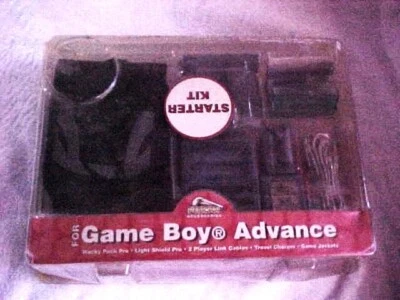 STARTER
KIT
FOR Game Boy® Advance
Wacky Pack Pro • Light Shield Pro • 2 Player Link Cables • Travel Charger • Game Jackets